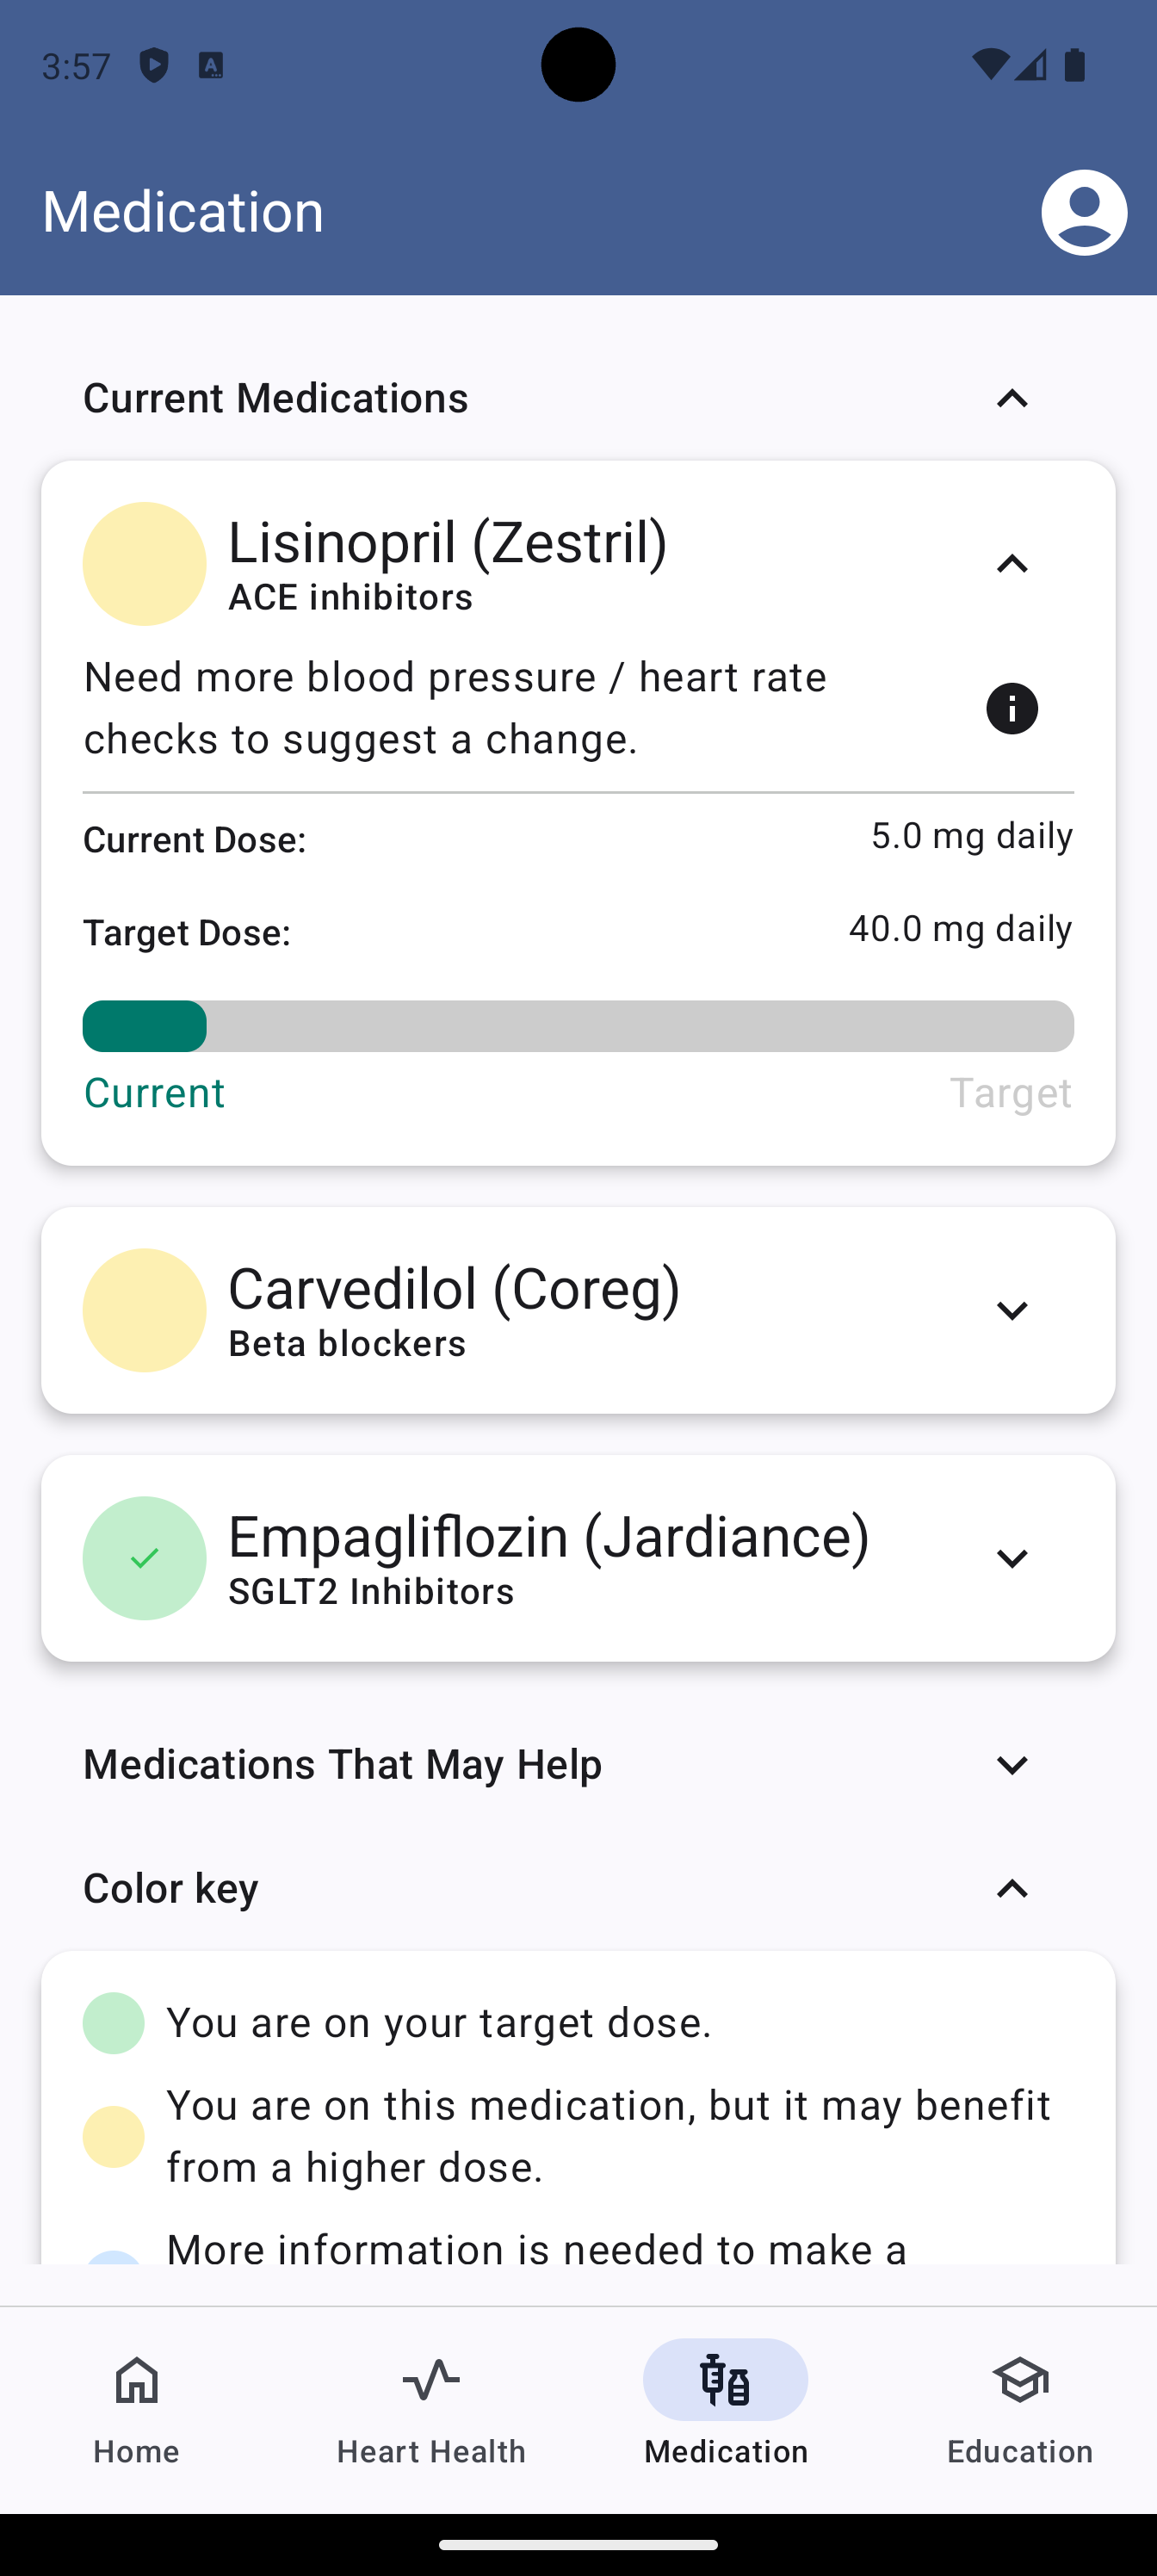 3:57
Medication
Current Medications
Lisinopril (Zestril)
ACE inhibitors
Need more blood pressure / heart rate
checks to suggest a change.
Current Dose:
5.0 mg daily
Target Dose:
40.0 mg daily
Current
Target
Carvedilol (Coreg)
Beta blockers
Empagliflozin (Jardiance)
SGLT2 Inhibitors
Medications That May Help
Color key
You are on your target dose.
You are on this medication, but it may benefit
from a higher dose.
More information is needed to make a
Home
Heart Health
Medication
Education